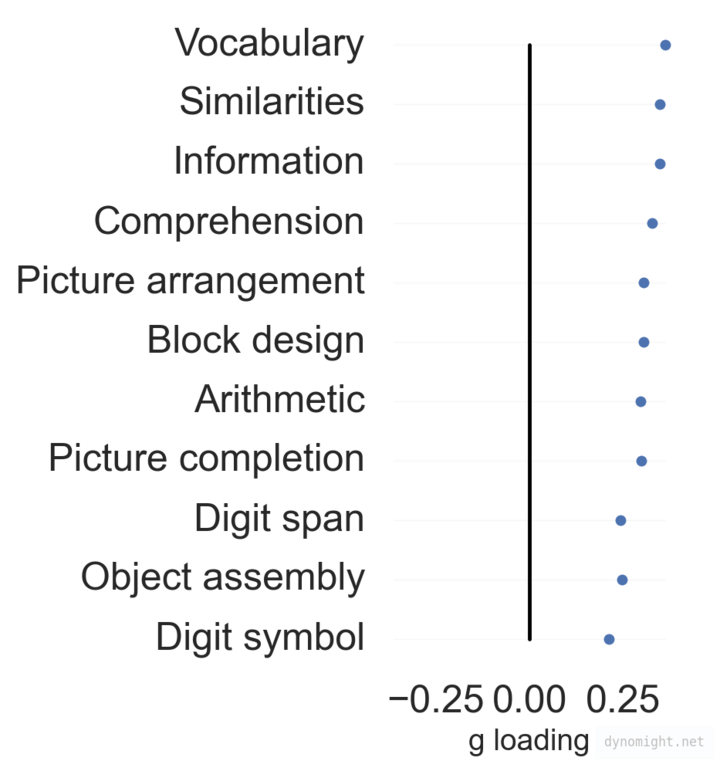 Vocabulary
Similarities
Information
Comprehension
Picture arrangement
Block design
Arithmetic
Picture completion
Digit span
Object assembly
Digit symbol
−0.25 0.00 0.25
g loading
dynomight.net